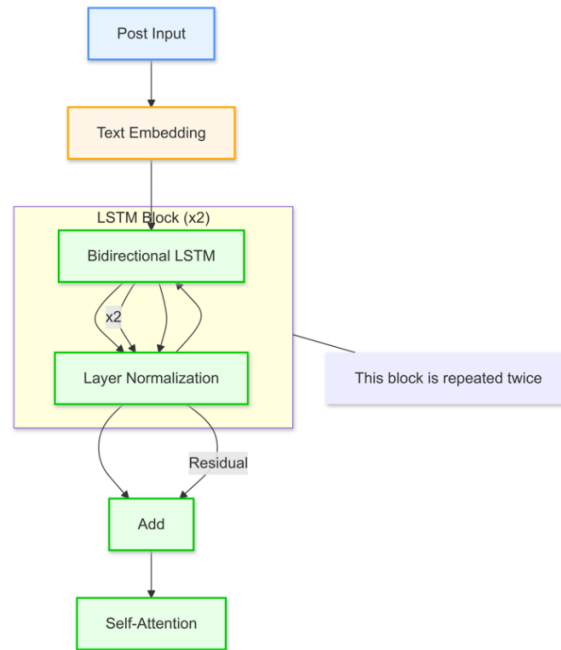 Post Input
Text Embedding
LSTM Block (x2)
Bidirectional LSTM
x2
Layer Normalization
This block is repeated twice
Residual
Add
Self-Attention